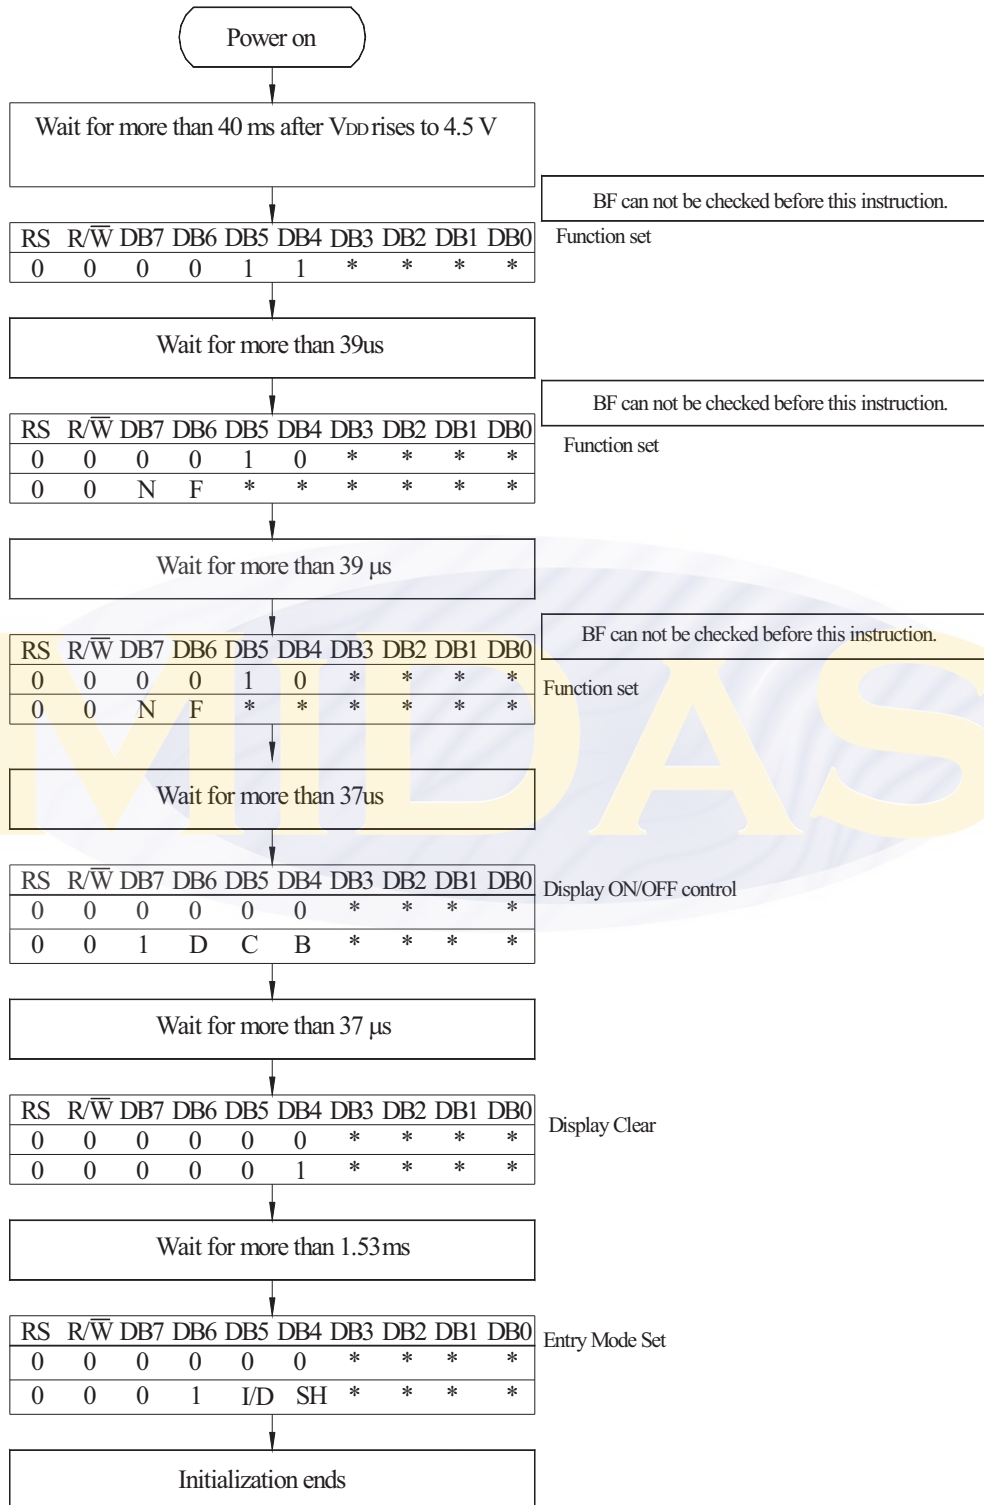 Power on
Wait for more than 40 ms after VDD rises to 4.5 V
BF can not be checked before this instruction.
RS R/W̅ DB7 DB6 DB5 DB4 DB3 DB2 DB1 DB0
Function set
0 0 0 0 1 1 * * * *
Wait for more than 39us
BF can not be checked before this instruction.
RS R/W̅ DB7 DB6 DB5 DB4 DB3 DB2 DB1 DB0
Function set
0 0 0 0 1 0 * * * *
0 0 N F * * * * * *
Wait for more than 39 µs
BF can not be checked before this instruction.
RS R/W̅ DB7 DB6 DB5 DB4 DB3 DB2 DB1 DB0
0 0 0 0 1 0 * * * *
Function set
0 0 N F * * * * * *
MIDAS
Wait for more than 37us
RS R/W̅ DB7 DB6 DB5 DB4 DB3 DB2 DB1 DB0
Display ON/OFF control
0 0 0 0 0 0 * * * *
0 0 1 D C B * * * *
Wait for more than 37 µs
RS R/W̅ DB7 DB6 DB5 DB4 DB3 DB2 DB1 DB0
Display Clear
0 0 0 0 0 0 * * * *
0 0 0 0 0 1 * * * *
Wait for more than 1.53ms
RS R/W̅ DB7 DB6 DB5 DB4 DB3 DB2 DB1 DB0
Entry Mode Set
0 0 0 0 0 0 * * * *
0 0 0 1 I/D SH * * * *
Initialization ends